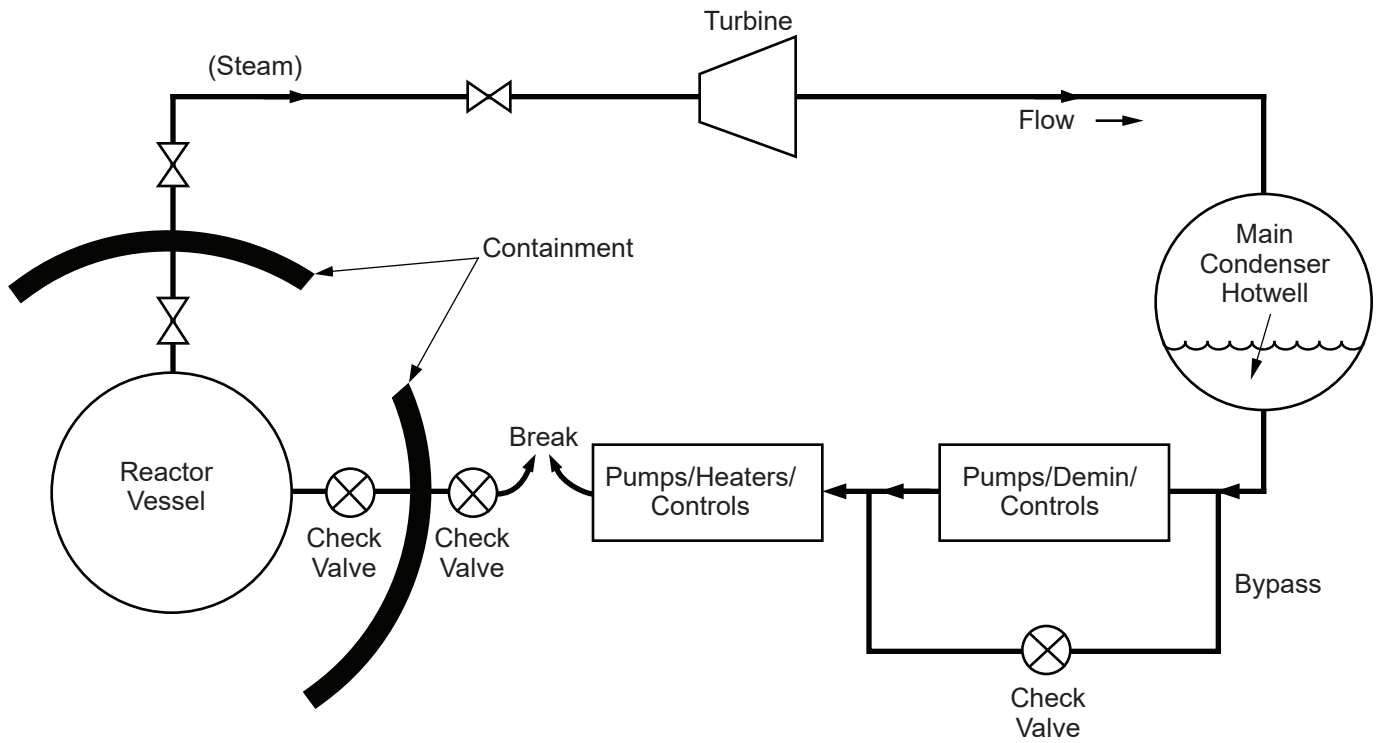 Turbine
(Steam)
Flow
Containment
Main
Condenser
Hotwell
Break
Reactor
Vessel
Pumps/Heaters/
Controls
Pumps/Demin/
Controls
Check
Valve
Check
Valve
Bypass
Check
Valve